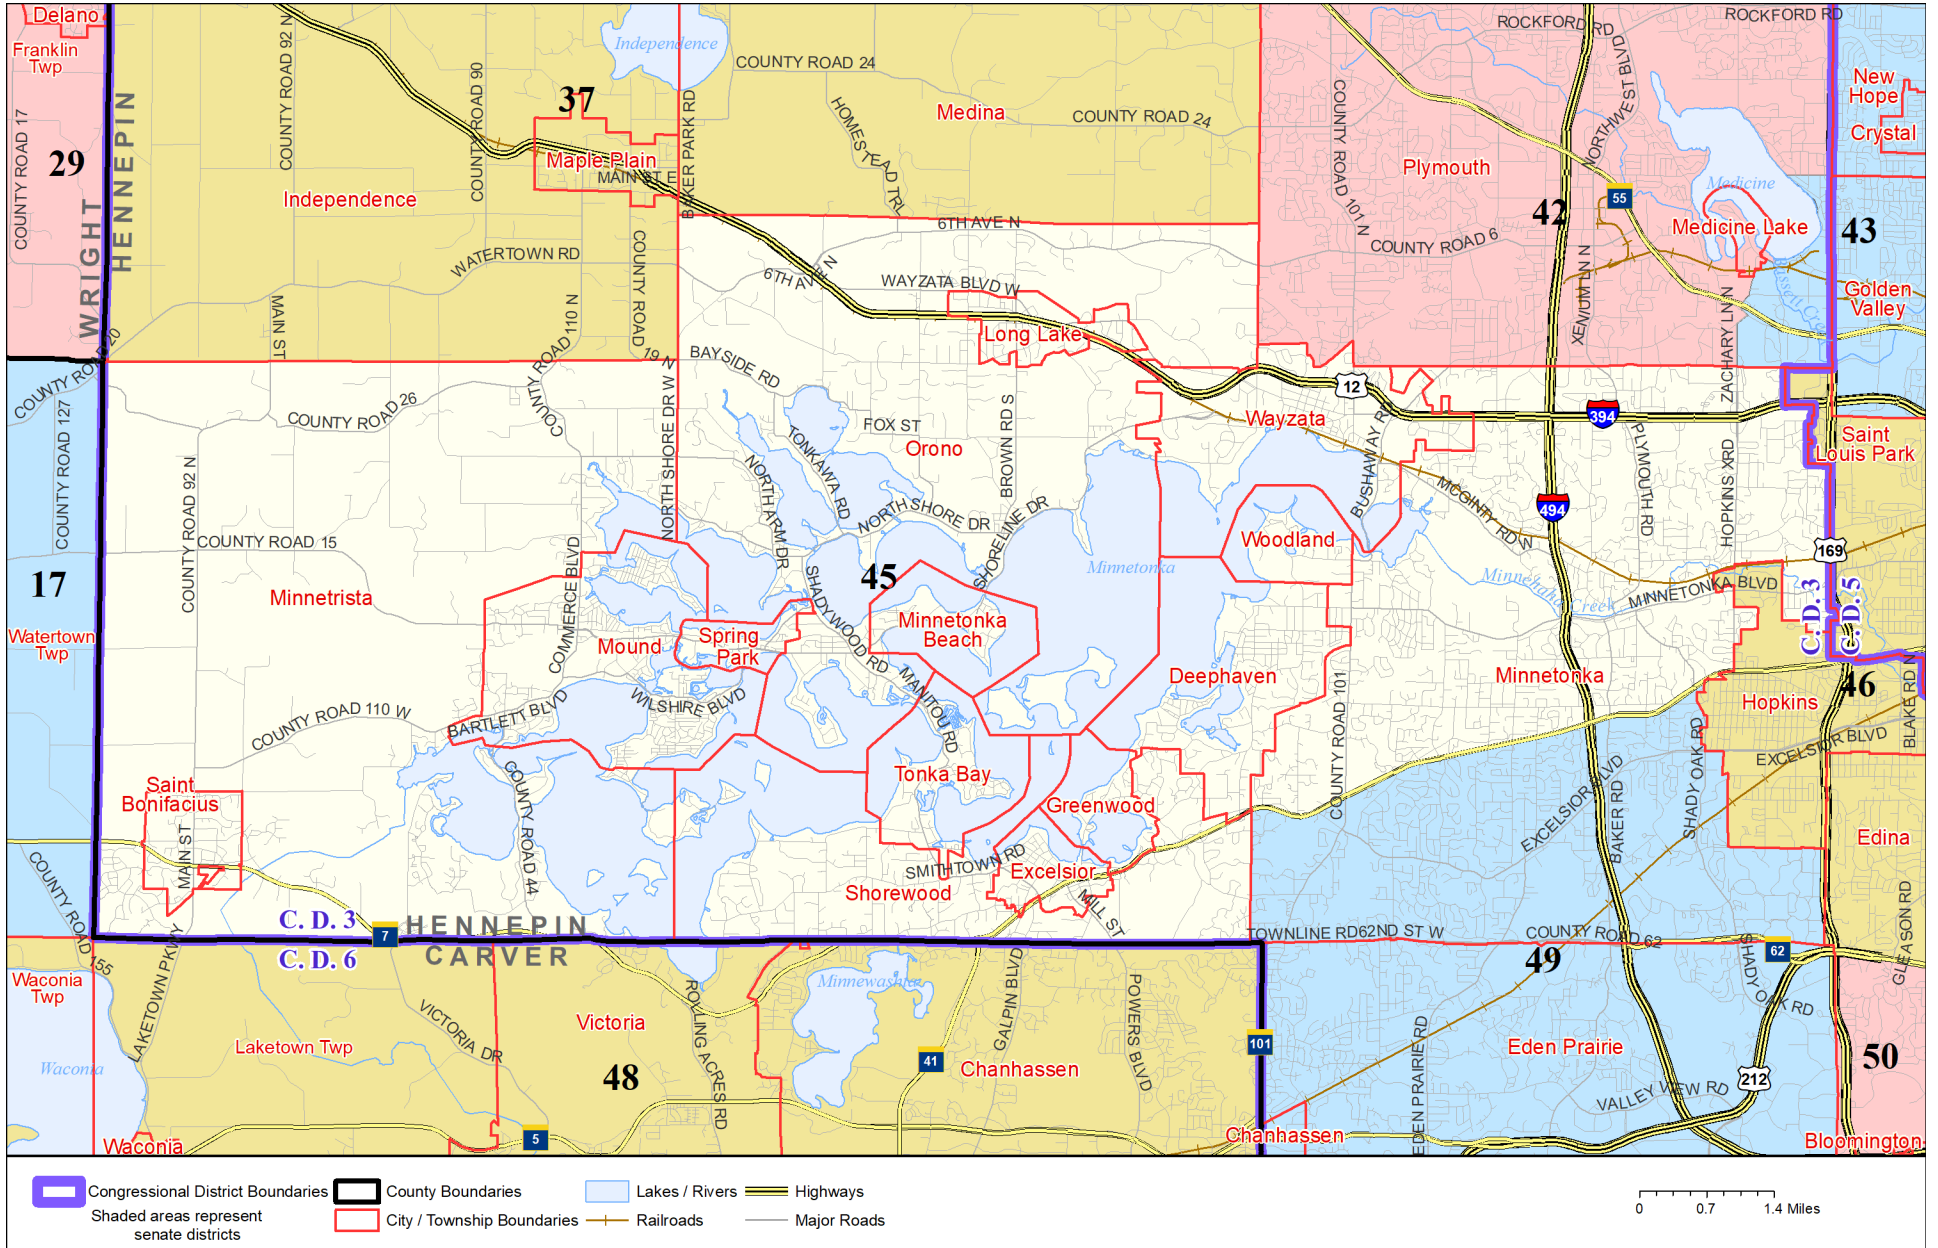 Delano
Franklin
Twp
COUNTY ROAD 17
29
WRIGHT
HENNEPIN
COUNTY ROAD 92 N
COUNTY ROAD 90
37
Maple Plain
MAIN ST E
Independence
Independence
BAKER PARK RD
COUNTY ROAD 24
HOMESTEAD TRL
Medina
COUNTY ROAD 24
6TH AVE N
ROCKFORD RD
ROCKFORD RD
NORTHWEST BLVD
COUNTY ROAD 101 N
Plymouth
42
55
Medicine
Medicine Lake
COUNTY ROAD 6
XENIUM LN N
ZACHARY LN N
Bassett Creek
New
Hope
Crystal
43
Golden
Valley
WATERTOWN RD
COUNTY ROAD
19 N
MAIN ST
COUNTY ROAD 110 N
COUNTY ROAD 20
6TH AVE N
WAYZATA BLVD W
Long Lake
BAYSIDE RD
COUNTY ROAD 127
COUNTY ROAD 26
COUNTY
NORTH SHORE DR W
N
FOX ST
Orono
TONKAWA RD
NORTH ARM DR
NORTH SHORE DR
BROWN RD S
SHORELINE DR
12
Wayzata
BUSHAWAY RD
394
PLYMOUTH RD
HOPKINS XRD
MCGINTY RD W
494
Saint
Louis Park
169
17
COUNTY ROAD 92 N
COUNTY ROAD 15
Minnetrista
COMMERCE BLVD
Mound
Spring
Park
SHADYWOOD RD
45
Minnetonka
Beach
Minnetonka
Woodland
Minnehaha Creek
MINNETONKA BLVD
C. D. 3
C. D. 5
Watertown
Twp
WILSHIRE BLVD
BARTLETT BLVD
MANITOU RD
Deephaven
COUNTY ROAD 101
Minnetonka
Hopkins
46
BLAKE RD N
EXCELSIOR BLVD
COUNTY ROAD 110 W
Saint
Bonifacius
MAIN ST
COUNTY ROAD 44
Tonka Bay
Greenwood
SMITHTOWN RD
Excelsior
Shorewood
MILL ST
EXCELSIOR BLVD
BAKER RD
SHADY OAK RD
Edina
GLEASON RD
COUNTY ROAD 155
C. D. 3
7
HENNEPIN
C. D. 6
CARVER
TOWNLINE RD
62ND ST W
COUNTY ROAD 62
49
62
SHADY OAK RD
Waconia
Twp
Waconia
LAKETOWN PKWY
Laketown Twp
VICTORIA DR
Victoria
48
ROLLING ACRES RD
Minnewashta
41
GALPIN BLVD
Chanhassen
POWERS BLVD
101
EDEN PRAIRIE RD
Eden Prairie
VALLEY VIEW RD
212
50
Waconia
5
Chanhassen
Bloomington
Congressional District Boundaries
County Boundaries
Lakes / Rivers
Highways
Shaded areas represent
senate districts
City / Township Boundaries
Railroads
Major Roads
0 0.7 1.4 Miles